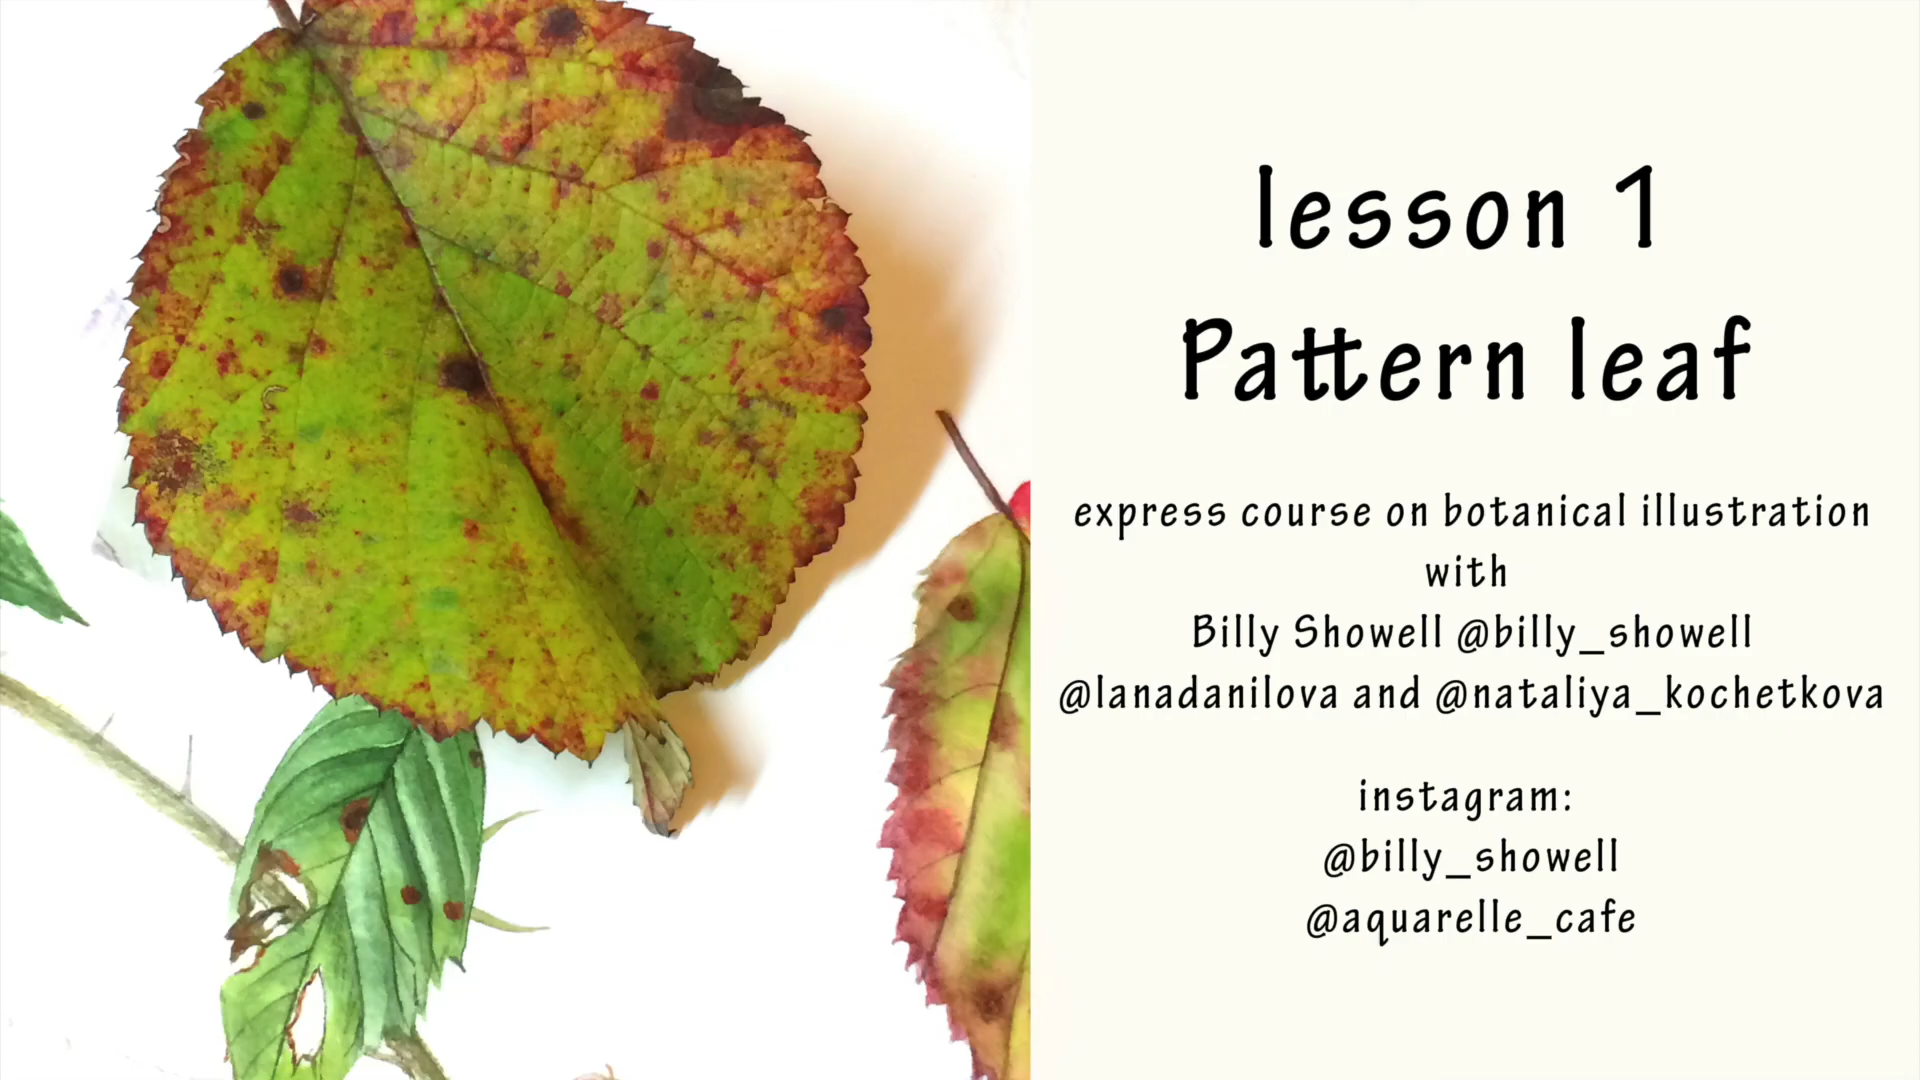 lesson 1
Pattern leaf
express course on botanical illustration
with
Billy Showell @billy_showell
@lanadanilova and @nataliya_kochetkova
instagram:
@billy_showell
@aquarelle_cafe